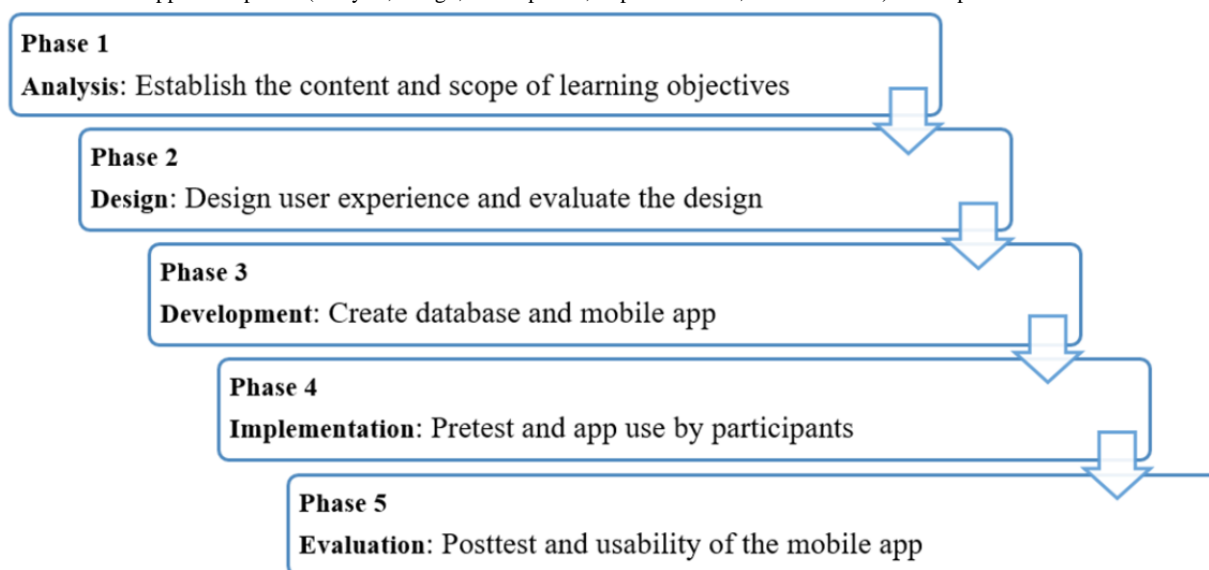 Phase 1
Analysis: Establish the content and scope of learning objectives
Phase 2
Design: Design user experience and evaluate the design
Phase 3
Development: Create database and mobile app
Phase 4
Implementation: Pretest and app use by participants
Phase 5
Evaluation: Posttest and usability of the mobile app